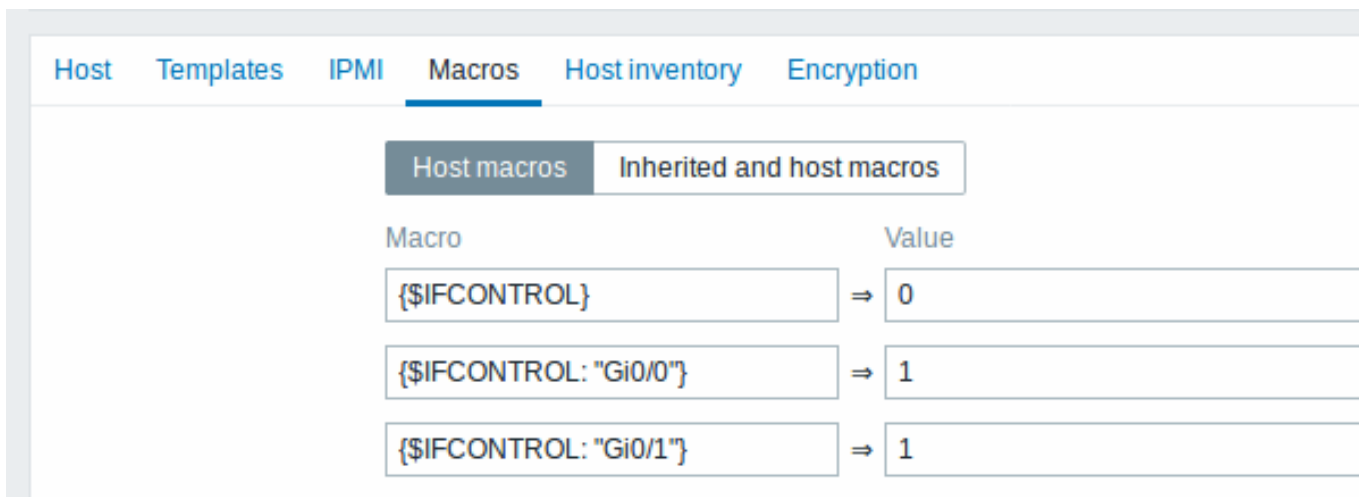 Host Templates IPMI Macros Host inventory Encryption
Host macros Inherited and host macros
Macro Value
{$IFCONTROL} ⇒ 0
{$IFCONTROL: "Gi0/0"} ⇒ 1
{$IFCONTROL: "Gi0/1"} ⇒ 1